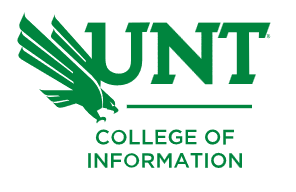 UNT
COLLEGE OF
INFORMATION